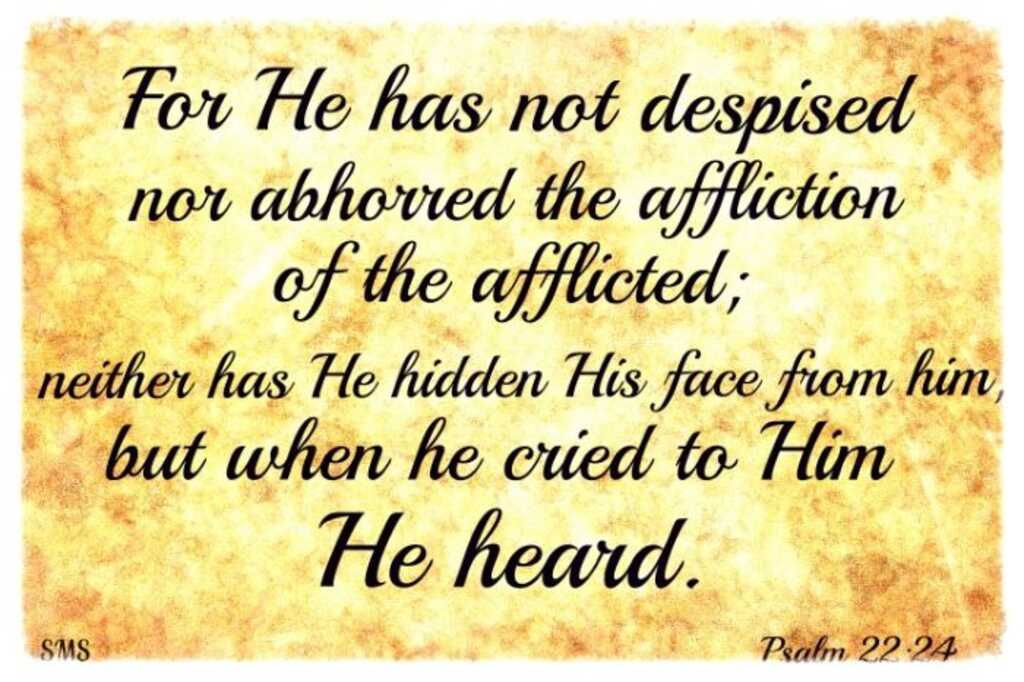 For He has not despised
nor abhorred the affliction
of the afflicted;
neither has He hidden His face from him,
but when he cried to Him
He heard.
SMS
Psalm 22:24